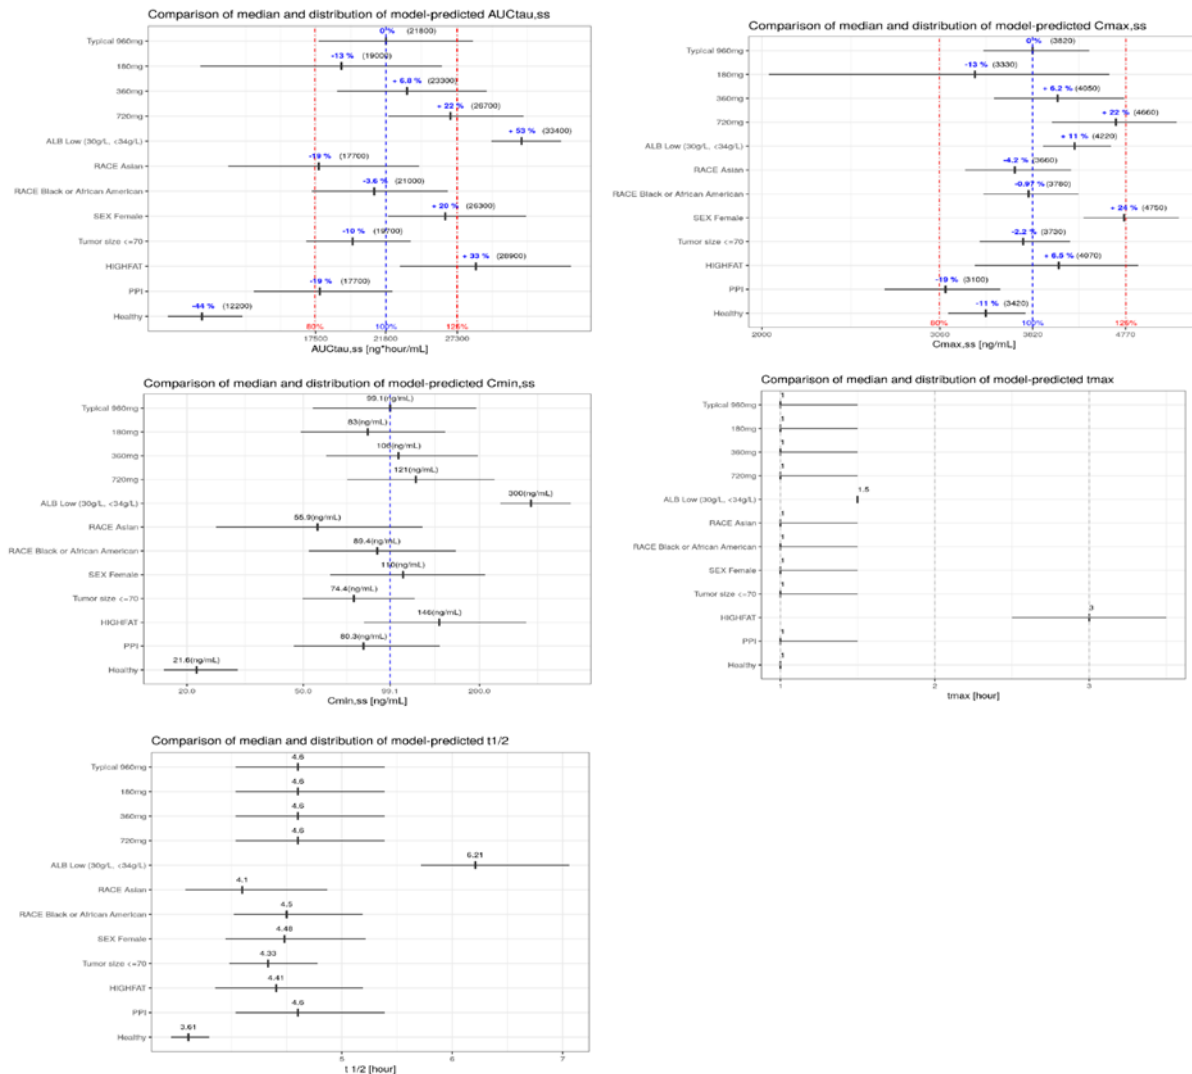 Comparison of median and distribution of model-predicted AUCtau,ss
Typical 960mg
0 % (21800)
180mg
-13 % (19000)
360mg
+ 6.8 % (23300)
720mg
+ 22 % (26700)
ALB Low (30g/L, <34g/L)
+ 53 % (33400)
RACE Asian
-19 % (17700)
RACE Black or African American
-3.6 % (21000)
SEX Female
+ 20 % (26300)
Tumor size <=70
-10 % (19700)
HIGHFAT
+ 33 % (28900)
PPI
-19 % (17700)
Healthy
-44 % (12200)
80% 100% 125%
17500 21800 27300
AUCtau,ss [ng*hour/mL]
Comparison of median and distribution of model-predicted Cmax,ss
Typical 960mg
0 % (3820)
180mg
-13 % (3330)
360mg
+ 6.2 % (4050)
720mg
+ 22 % (4660)
ALB Low (30g/L, <34g/L)
+ 11 % (4220)
RACE Asian
-4.2 % (3660)
RACE Black or African American
-0.97 % (3780)
SEX Female
+ 24 % (4750)
Tumor size <=70
-2.2 % (3730)
HIGHFAT
+ 6.5 % (4070)
PPI
-19 % (3100)
Healthy
-11 % (3420)
80% 100% 125%
2000 3060 3820 4770
Cmax,ss [ng/mL]
Comparison of median and distribution of model-predicted Cmin,ss
Typical 960mg
99.1(ng/mL)
180mg
83(ng/mL)
360mg
106(ng/mL)
720mg
121(ng/mL)
ALB Low (30g/L, <34g/L)
300(ng/mL)
RACE Asian
55.9(ng/mL)
RACE Black or African American
89.4(ng/mL)
SEX Female
110(ng/mL)
Tumor size <=70
74.4(ng/mL)
HIGHFAT
146(ng/mL)
PPI
80.3(ng/mL)
Healthy
21.6(ng/mL)
20.0 50.0 99.1 200.0
Cmin,ss [ng/mL]
Comparison of median and distribution of model-predicted tmax
Typical 960mg
1
180mg
1
360mg
1
720mg
1
ALB Low (30g/L, <34g/L)
1.5
RACE Asian
1
RACE Black or African American
1
SEX Female
1
Tumor size <=70
1
HIGHFAT
3
PPI
1
Healthy
1
1 2 3
tmax [hour]
Comparison of median and distribution of model-predicted t1/2
Typical 960mg
4.6
180mg
4.6
360mg
4.6
720mg
4.6
ALB Low (30g/L, <34g/L)
6.21
RACE Asian
4.1
RACE Black or African American
4.5
SEX Female
4.48
Tumor size <=70
4.33
HIGHFAT
4.41
PPI
4.6
Healthy
3.61
5 6 7
t 1/2 [hour]